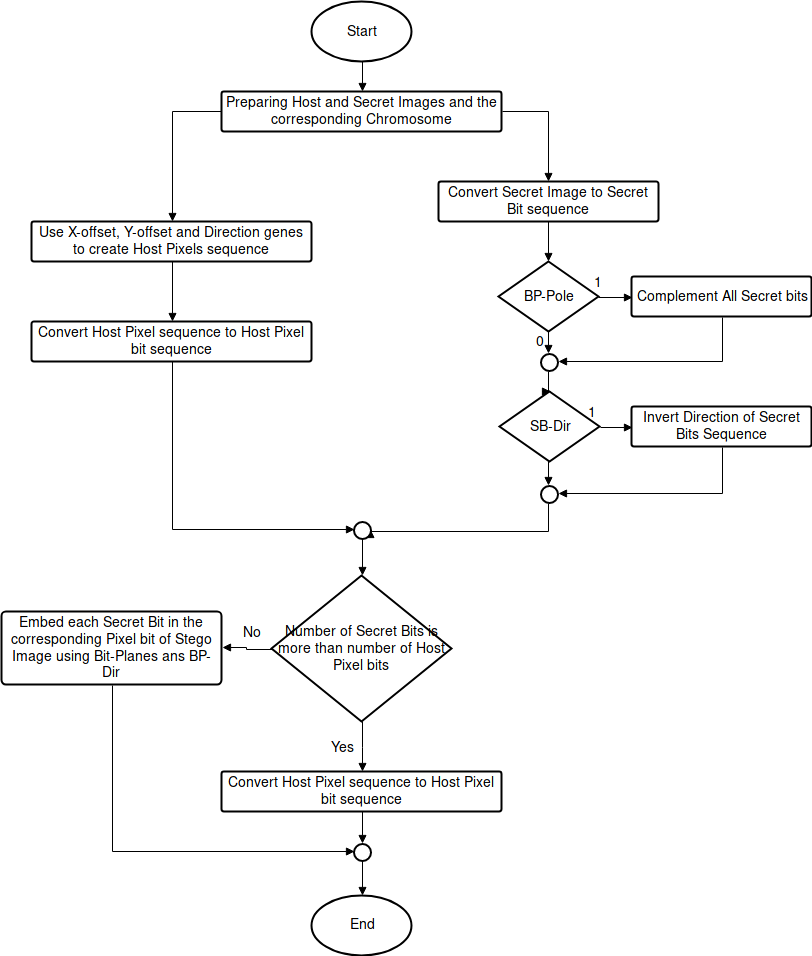 Start
Preparing Host and Secret Images and the
corresponding Chromosome
Convert Secret Image to Secret
Bit sequence
Use X-offset, Y-offset and Direction genes
to create Host Pixels sequence
BP-Pole
1
Complement All Secret bits
0
Convert Host Pixel sequence to Host Pixel
bit sequence
SB-Dir
1
Invert Direction of Secret
Bits Sequence
Number of Secret Bits is
more than number of Host
Pixel bits
No
Embed each Secret Bit in the
corresponding Pixel bit of Stego
Image using Bit-Planes ans BP-
Dir
Yes
Convert Host Pixel sequence to Host Pixel
bit sequence
End